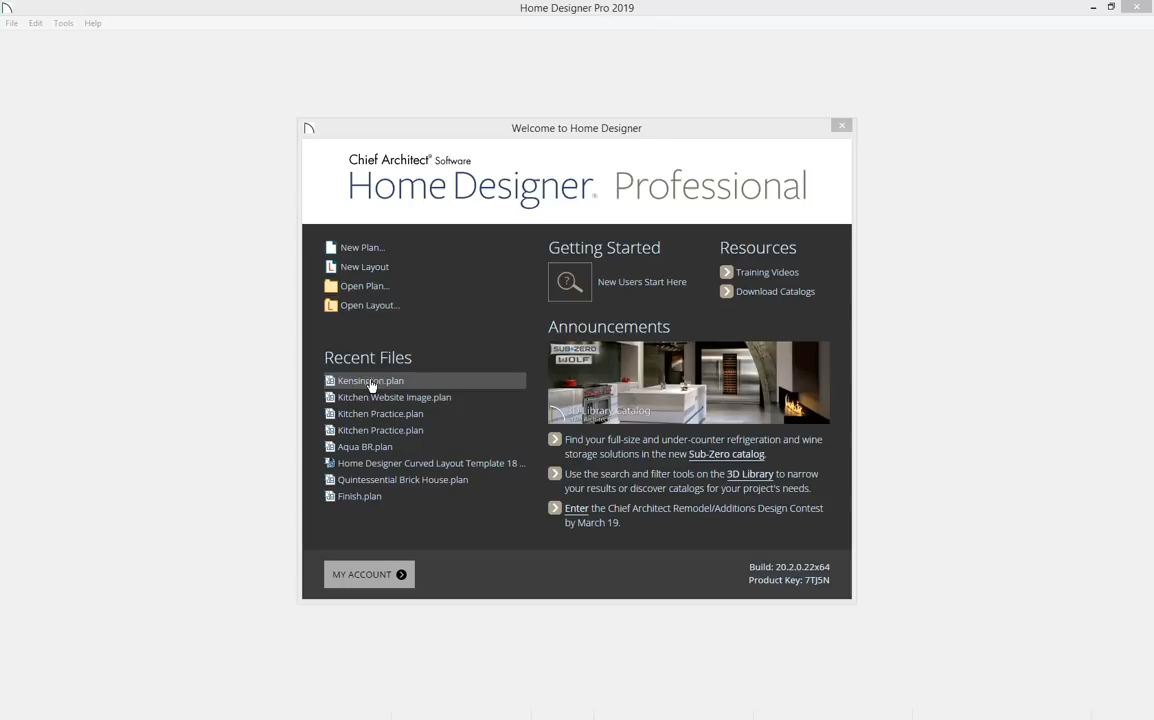 Home Designer Pro 2019
File Edit Tools Help
Welcome to Home Designer
Chief Architect® Software
Home Designer® Professional
New Plan...
New Layout
Open Plan...
Open Layout...
Recent Files
Kensington.plan
Kitchen Website Image.plan
Kitchen Practice.plan
Kitchen Practice.plan
Aqua BR.plan
Home Designer Curved Layout Template 18 ...
Quintessential Brick House.plan
Finish.plan
MY ACCOUNT
Getting Started
New Users Start Here
Resources
Training Videos
Download Catalogs
Announcements
SUB-ZERO
WOLF
3D Library Catalog
Find your full-size and under-counter refrigeration and wine
storage solutions in the new Sub-Zero catalog.
Use the search and filter tools on the 3D Library to narrow
your results or discover catalogs for your project's needs.
Enter the Chief Architect Remodel/Additions Design Contest
by March 19.
Build: 20.2.0.22x64
Product Key: 7TJ5N